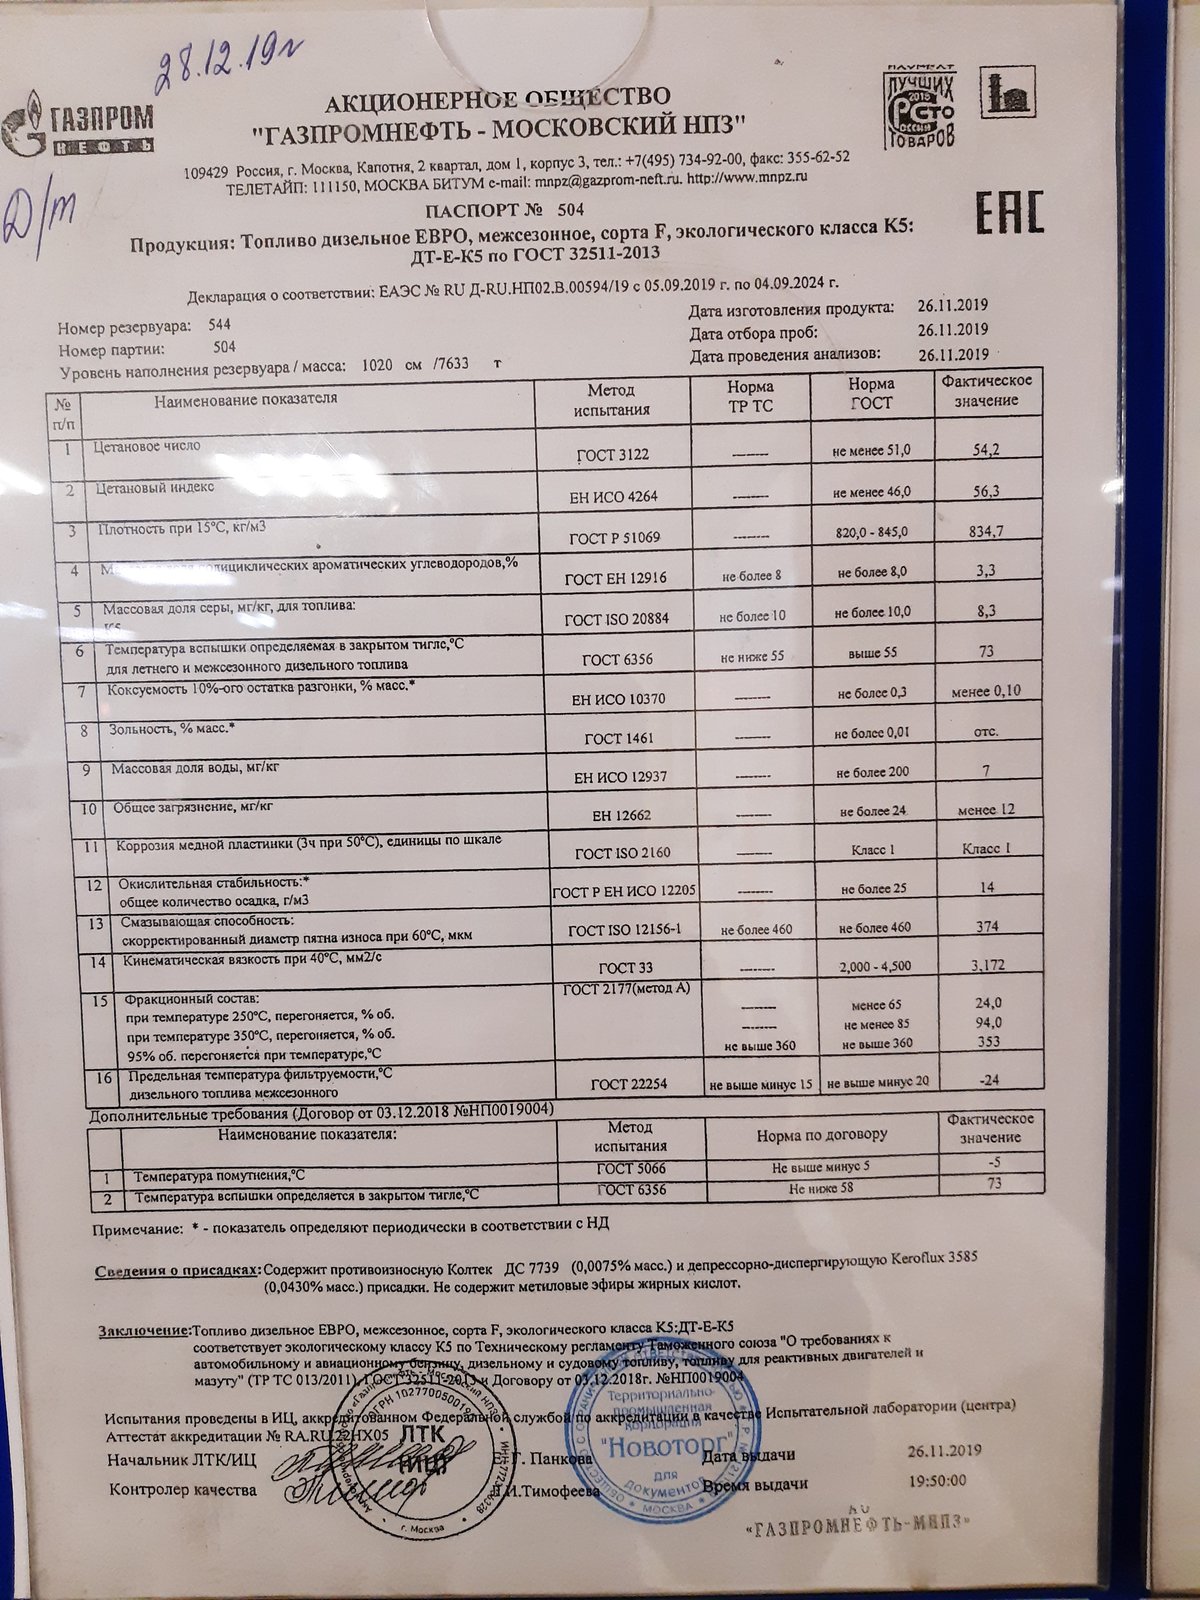 28.12.19г
ГАЗПРОМ
НЕФТЬ
Д/т
АКЦИОНЕРНОЕ ОБЩЕСТВО
"ГАЗПРОМНЕФТЬ - МОСКОВСКИЙ НПЗ"
ЛУЧШИХ
2015
СТО
РОССИИ
ТОВАРОВ
109429 Россия, г. Москва, Капотня, 2 квартал, дом 1, корпус 3, тел.: +7(495) 734-92-00, факс: 355-62-52
ТЕЛЕТАЙП: 111150, МОСКВА БИТУМ e-mail: mnpz@gazprom-neft.ru. http://www.mnpz.ru
ПАСПОРТ № 504
EAC
Продукция: Топливо дизельное ЕВРО, межсезонное, сорта F, экологического класса К5:
ДТ-Е-К5 по ГОСТ 32511-2013
Декларация о соответствии: ЕАЭС № RU Д-RU.НП02.В.00594/19 с 05.09.2019 г. по 04.09.2024 г.
Номер резервуара: 544
Номер партии: 504
Уровень наполнения резервуара / масса: 1020 см /7633 т
Дата изготовления продукта: 26.11.2019
Дата отбора проб: 26.11.2019
Дата проведения анализов: 26.11.2019
№ п/п Наименование показателя Метод испытания Норма ТР ТС Норма ГОСТ Фактическое значение
1 Цетановое число ГОСТ 3122 -------- не менее 51,0 54,2
2 Цетановый индекс ЕН ИСО 4264 -------- не менее 46,0 56,3
3 Плотность при 15°С, кг/м3 ГОСТ Р 51069 -------- 820,0 - 845,0 834,7
4 полициклических ароматических углеводородов,% ГОСТ ЕН 12916 не более 8 не более 8,0 3,3
5 Массовая доля серы, мг/кг, для топлива: ГОСТ ISO 20884 не более 10 не более 10,0 8,3
К5
6 Температура вспышки определяемая в закрытом тигле,°С
для летнего и межсезонного дизельного топлива ГОСТ 6356 не ниже 55 выше 55 73
7 Коксуемость 10%-ого остатка разгонки, % масс.* ЕН ИСО 10370 -------- не более 0,3 менее 0,10
8 Зольность, % масс.* ГОСТ 1461 -------- не более 0,01 отс.
9 Массовая доля воды, мг/кг ЕН ИСО 12937 -------- не более 200 7
10 Общее загрязнение, мг/кг ЕН 12662 -------- не более 24 менее 12
11 Коррозия медной пластинки (3ч при 50°С), единицы по шкале ГОСТ ISO 2160 -------- Класс 1 Класс 1
12 Окислительная стабильность:*
общее количество осадка, г/м3 ГОСТ Р ЕН ИСО 12205 -------- не более 25 14
13 Смазывающая способность:
скорректированный диаметр пятна износа при 60°С, мкм ГОСТ ISO 12156-1 не более 460 не более 460 374
14 Кинематическая вязкость при 40°С, мм2/с ГОСТ 33 -------- 2,000 - 4,500 3,172
15 Фракционный состав: ГОСТ 2177(метод А)
при температуре 250°С, перегоняется, % об. -------- менее 65 24,0
при температуре 350°С, перегоняется, % об. -------- не менее 85 94,0
95% об. перегоняется при температуре,°С не выше 360 не выше 360 353
16 Предельная температура фильтруемости,°С
дизельного топлива межсезонного ГОСТ 22254 не выше минус 15 не выше минус 20 -24
Дополнительные требования (Договор от 03.12.2018 №НП0019004)
Наименование показателя: Метод испытания Норма по договору Фактическое значение
1 Температура помутнения,°С ГОСТ 5066 Не выше минус 5 -5
2 Температура вспышки определяется в закрытом тигле,°С ГОСТ 6356 Не ниже 58 73
Примечание: * - показатель определяют периодически в соответствии с НД
Сведения о присадках: Содержит противоизносную Колтек ДС 7739 (0,0075% масс.) и депрессорно-диспергирующую Keroflux 3585
(0,0430% масс.) присадки. Не содержит метиловые эфиры жирных кислот.
Заключение: Топливо дизельное ЕВРО, межсезонное, сорта F, экологического класса К5:ДТ-Е-К5
соответствует экологическому классу К5 по Техническому регламенту Таможенного союза "О требованиях к
автомобильному и авиационному бензину, дизельному и судовому топливу, топливу для реактивных двигателей и
мазуту" (ТР ТС 013/2011), ГОСТ 32511-2013 и Договору от 03.12.2018г. №НП0019004
Испытания проведены в ИЦ, аккредитованном Федеральной службой по аккредитации в качестве Испытательной лаборатории (центра)
Аттестат аккредитации № RA.RU.22НХ05
Начальник ЛТК/ИЦ Г. Панкова Дата выдачи 26.11.2019
Контролер качества И.Тимофеева Время выдачи 19:50:00
ЛТК
ИЦ
г. Москва
Территориально-
промышленная
корпорация
"Новоторг"
для
документов
МОСКВА
АО
"ГАЗПРОМНЕФТЬ-МНПЗ"